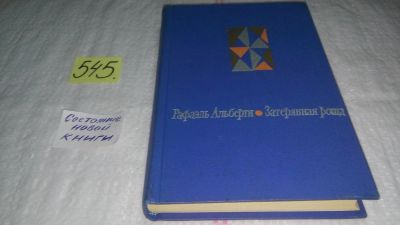 545.
Рафаэль Альберти • Затерянная роща
Состояние
новой
книги